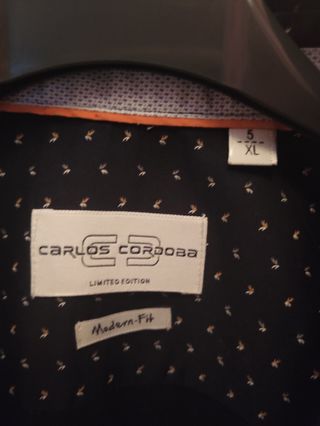 5
XL
CARLOS CORDOBA
LIMITED EDITION
Modern-Fit